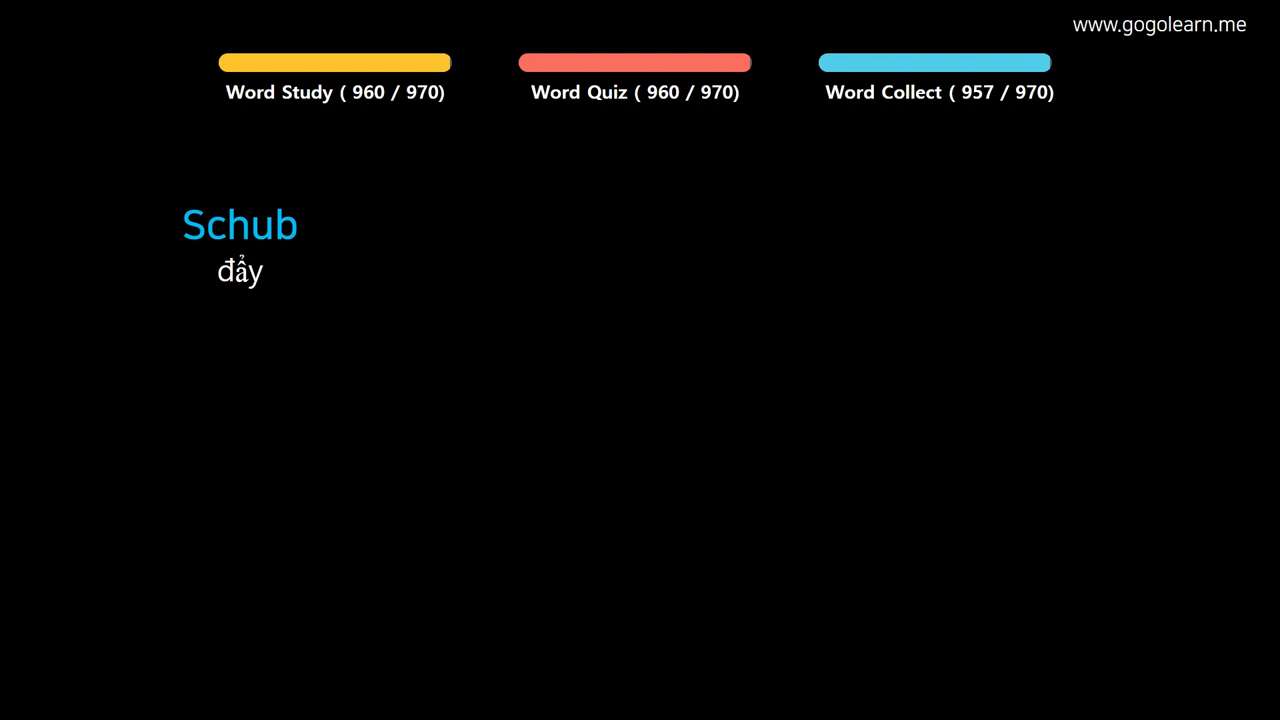 www.gogolearn.me
Word Study ( 960 / 970)
Word Quiz ( 960 / 970)
Word Collect ( 957 / 970)
Schub
đẩy